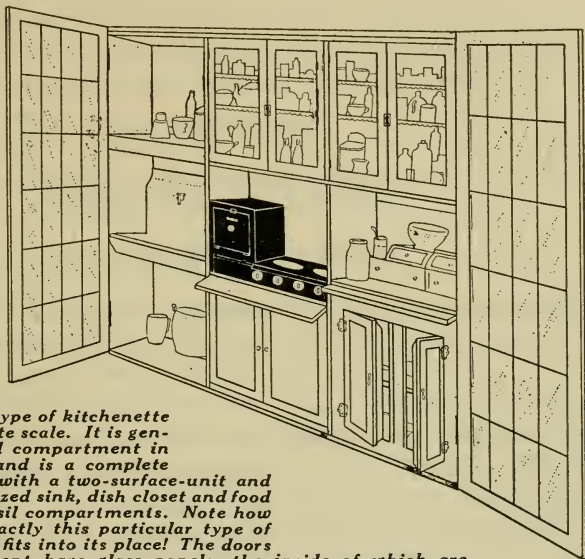 ype of kitchenette
te scale. It is gen-
l compartment in
and is a complete
with a two-surface-unit and
zed sink, dish closet and food
sil compartments. Note how
actly this particular type of
fits into its place! The doors